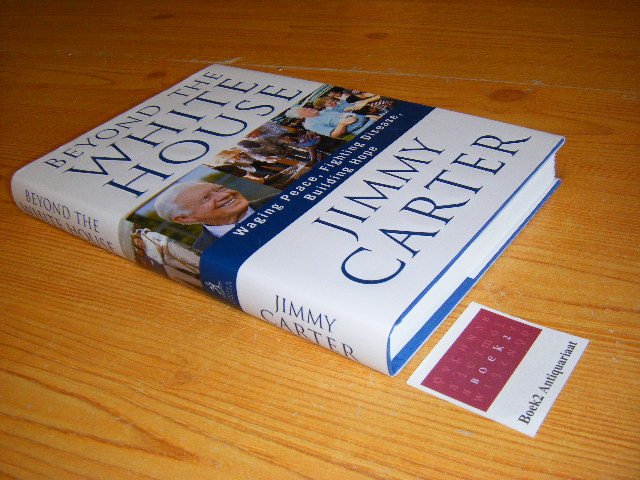 BEYOND THE
WHITE
HOUSE
Waging Peace, Fighting Disease,
Building Hope
JIMMY
CARTER
BEYOND THE
WHITE HOUSE
JIMMY
CARTER
BOEK2
Boek2 Antiquariaat